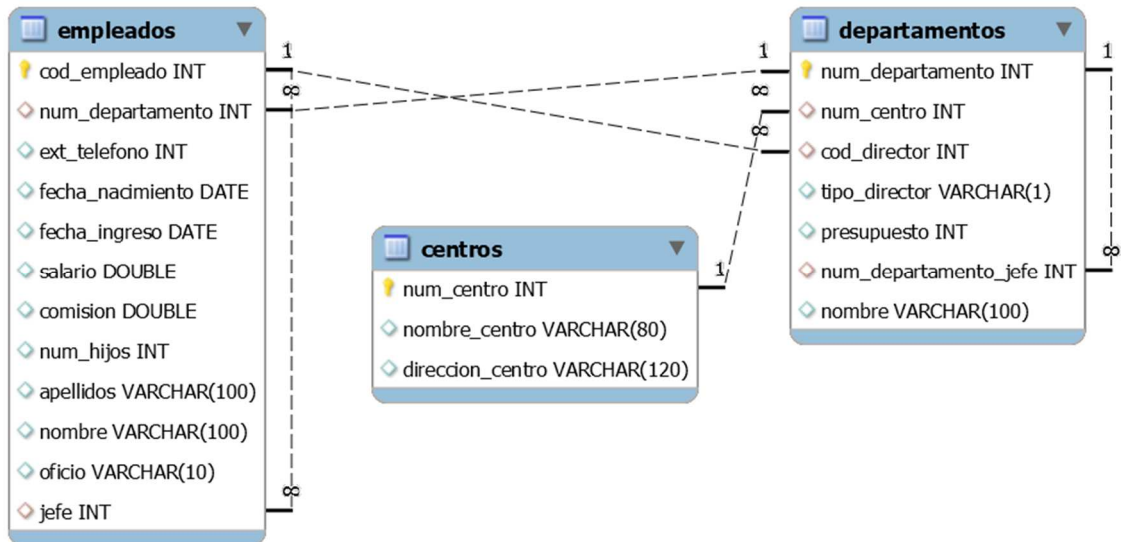 empleados
cod_empleado INT
num_departamento INT
ext_telefono INT
fecha_nacimiento DATE
fecha_ingreso DATE
salario DOUBLE
comision DOUBLE
num_hijos INT
apellidos VARCHAR(100)
nombre VARCHAR(100)
oficio VARCHAR(10)
jefe INT
1
∞
∞
centros
num_centro INT
nombre_centro VARCHAR(80)
direccion_centro VARCHAR(120)
1
1
∞
∞
departamentos
num_departamento INT
num_centro INT
cod_director INT
tipo_director VARCHAR(1)
presupuesto INT
num_departamento_jefe INT
nombre VARCHAR(100)
1
∞